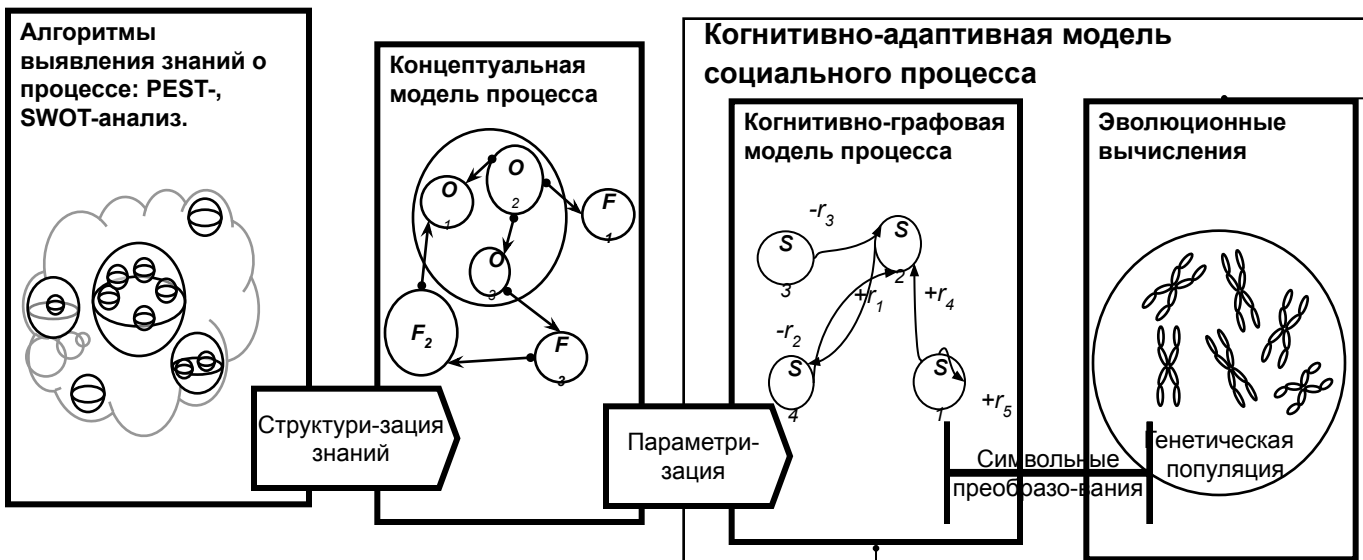 Алгоритмы
выявления знаний о
процессе: PEST-,
SWOT-анализ.
Структури-зация
знаний
Концептуальная
модель процесса
O
1
O
2
O
3
F
1
F2
F
3
Параметри-
зация
Когнитивно-адаптивная модель
социального процесса
Когнитивно-графовая
модель процесса
-r3
S
3
S
2
+r1
+r4
-r2
S
4
S
1
+r5
Символьные
преобразо-вания
Эволюционные
вычисления
Генетическая
популяция